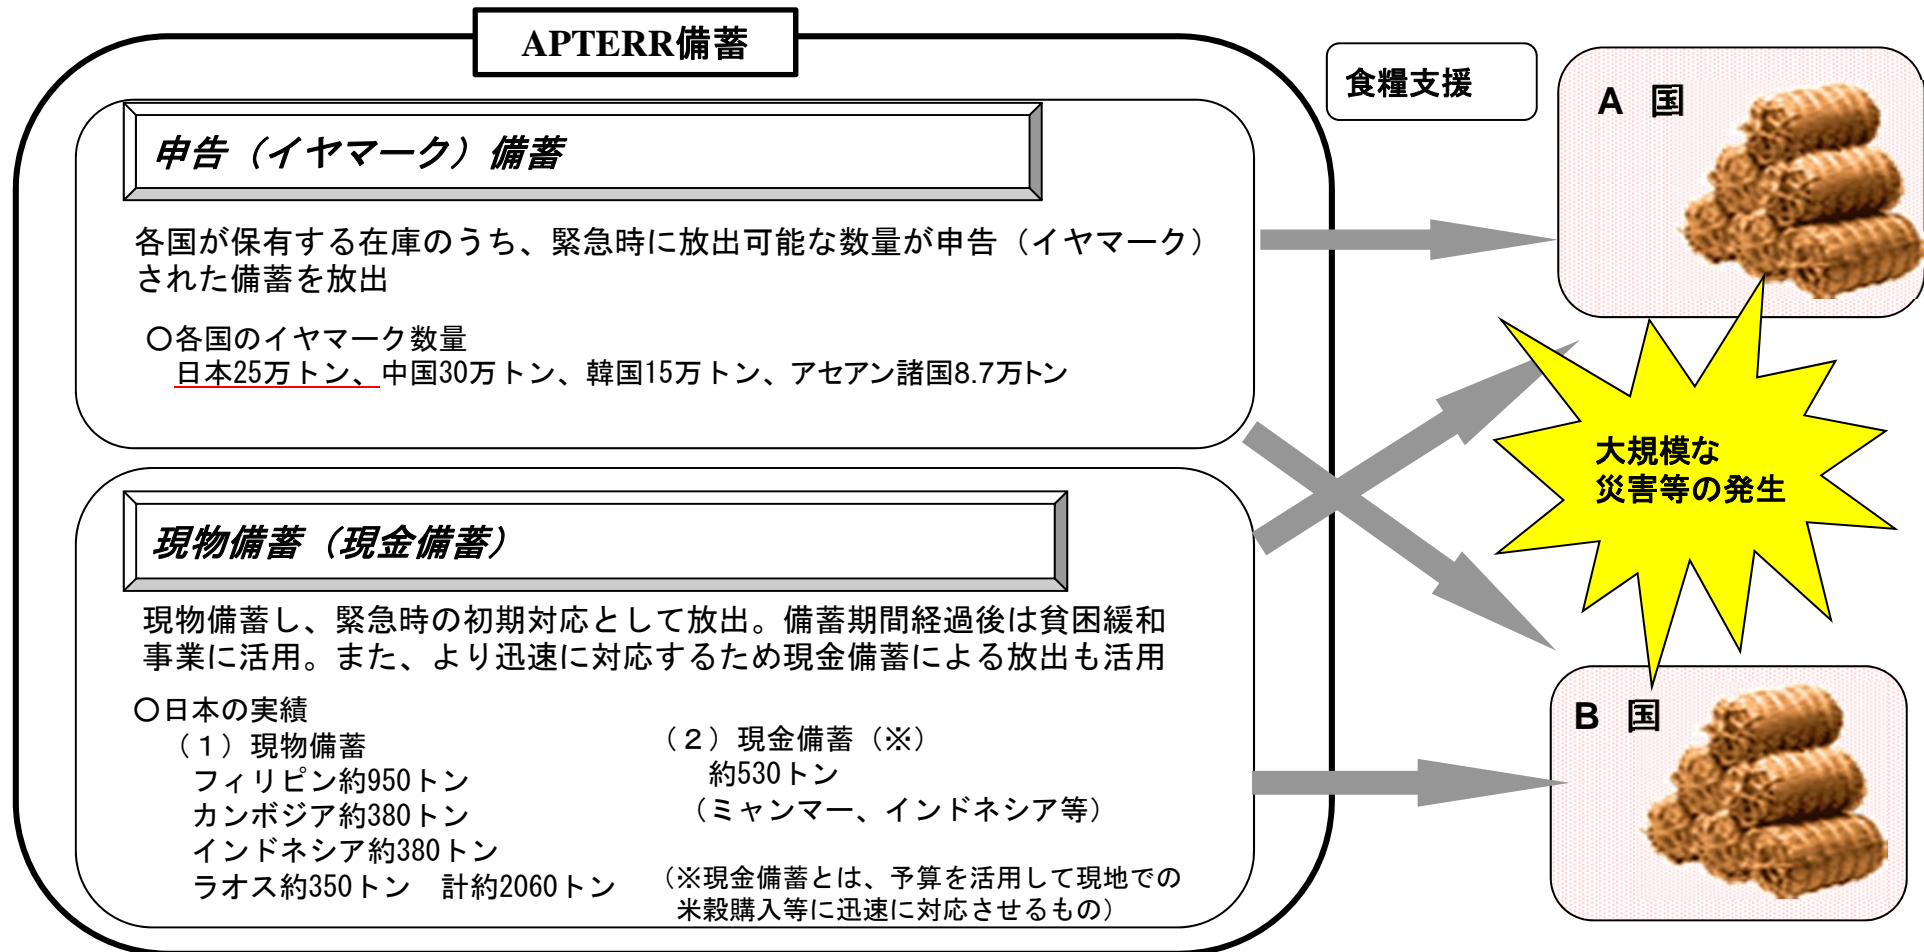 APTERR備蓄
申告（イヤマーク）備蓄
各国が保有する在庫のうち、緊急時に放出可能な数量が申告（イヤマーク）
された備蓄を放出
〇各国のイヤマーク数量
日本25万トン、中国30万トン、韓国15万トン、アセアン諸国8.7万トン
現物備蓄（現金備蓄）
現物備蓄し、緊急時の初期対応として放出。備蓄期間経過後は貧困緩和
事業に活用。また、より迅速に対応するため現金備蓄による放出も活用
〇日本の実績
（１）現物備蓄
フィリピン約950トン
カンボジア約380トン
インドネシア約380トン
ラオス約350トン　計約2060トン
（２）現金備蓄（※）
約530トン
（ミャンマー、インドネシア等）
（※現金備蓄とは、予算を活用して現地での
米穀購入等に迅速に対応させるもの）
食糧支援
A 国
大規模な
災害等の発生
B 国